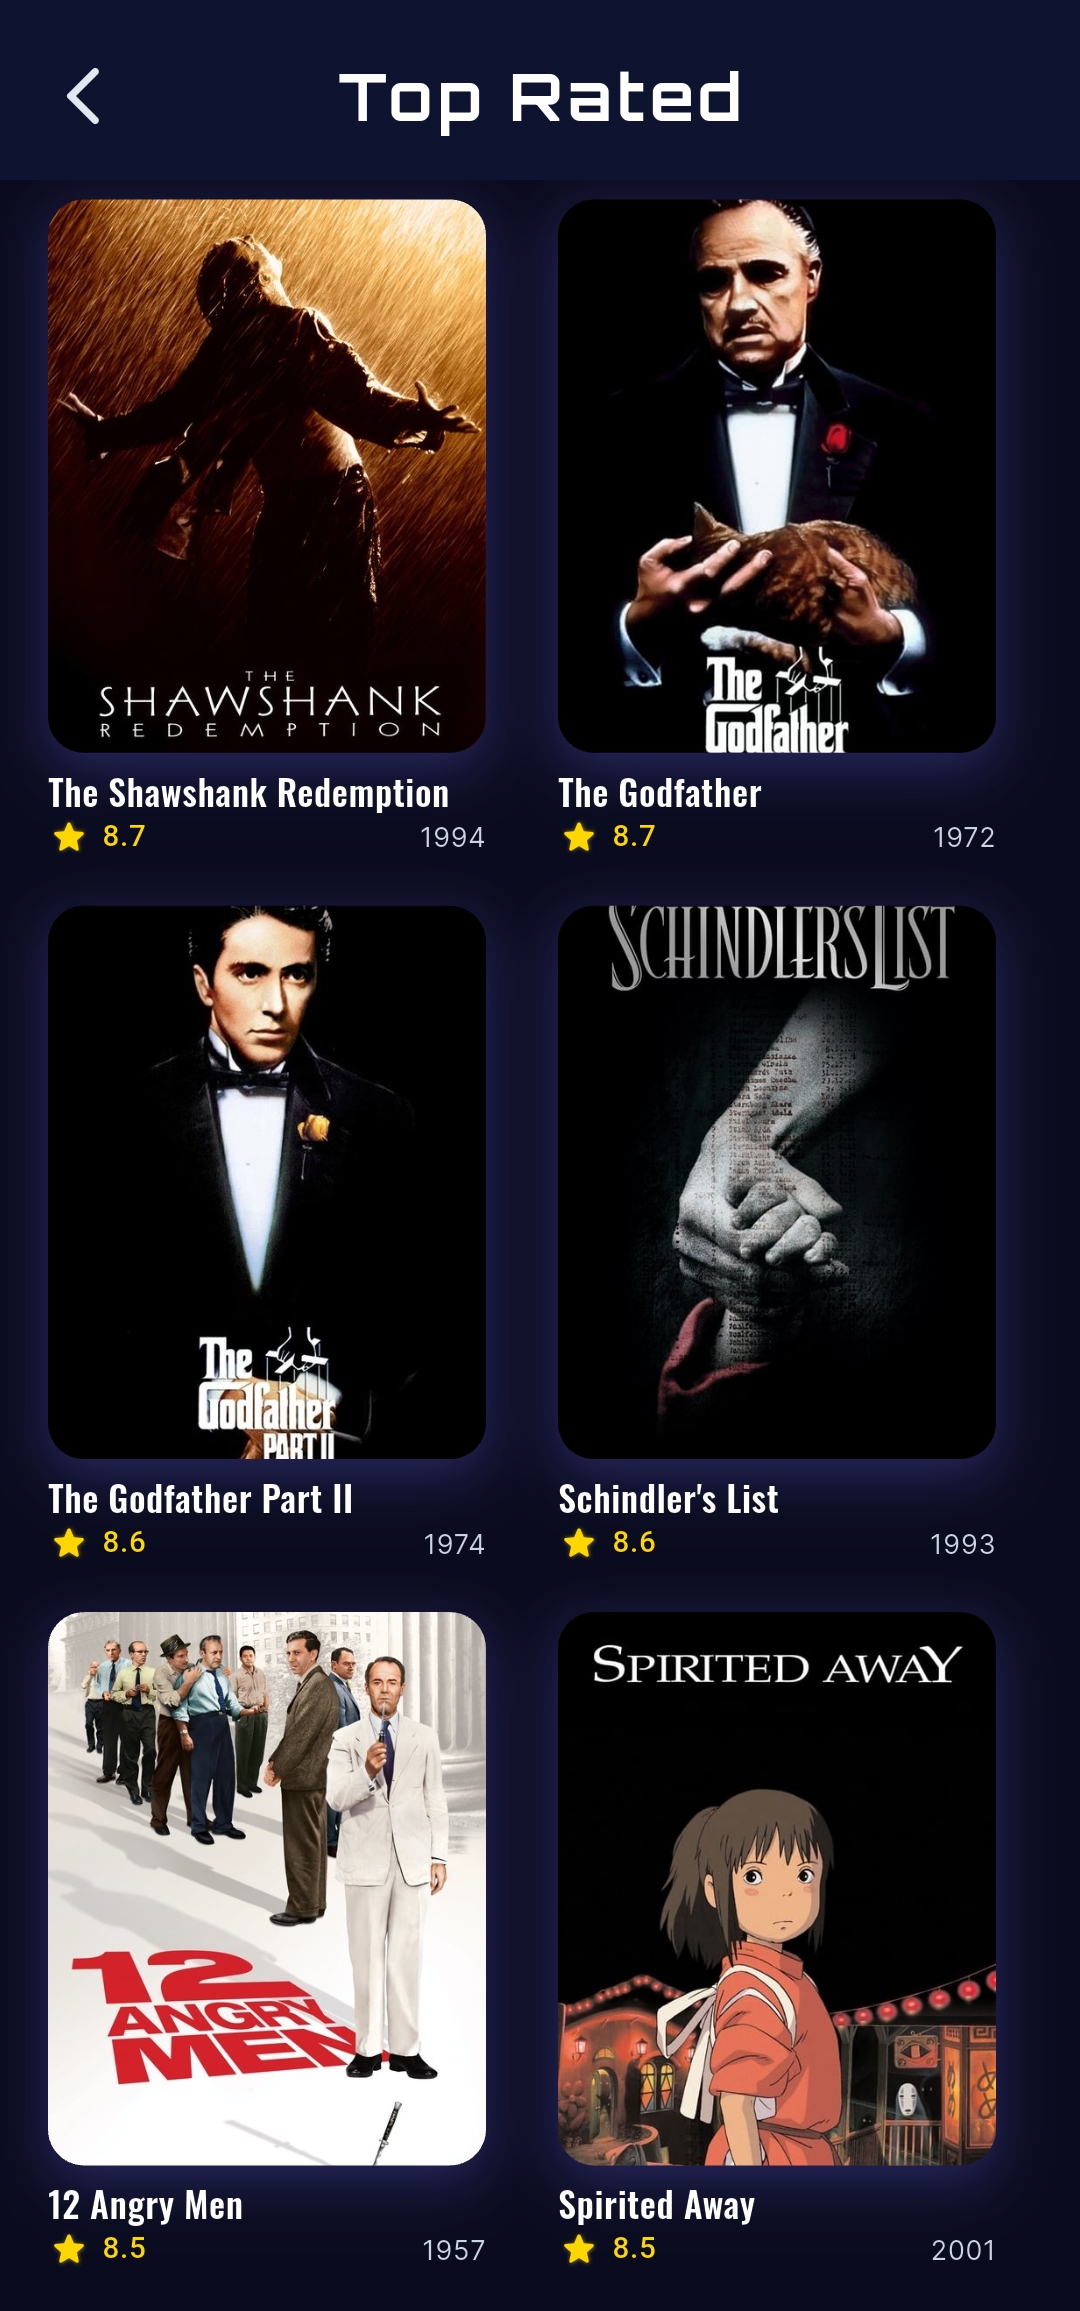 Top Rated
THE
SHAWSHANK
REDEMPTION
The
Godfather
The Shawshank Redemption
8.7
1994
The Godfather
8.7
1972
The
Godfather
PART II
SCHINDLER'S LIST
The Godfather Part II
8.6
1974
Schindler's List
8.6
1993
12
ANGRY
MEN
SPIRITED AWAY
12 Angry Men
8.5
1957
Spirited Away
8.5
2001